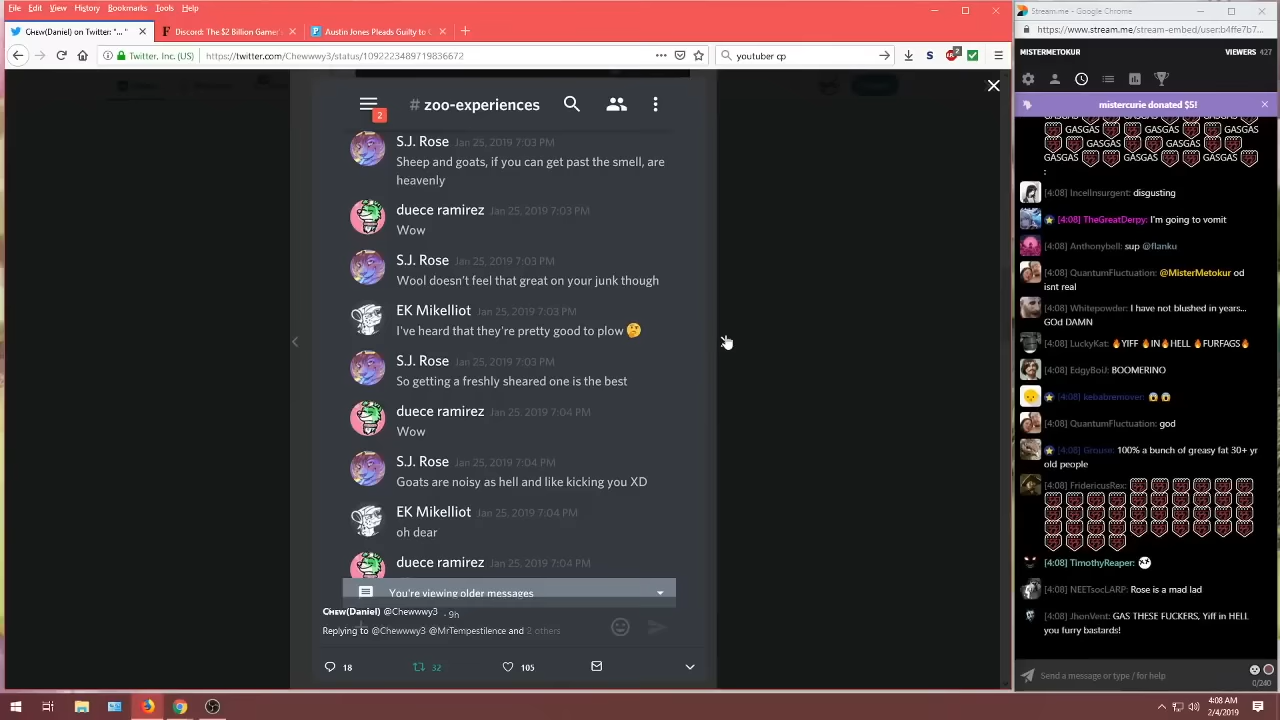 File Edit View History Bookmarks Tools Help
Stream.me - Google Chrome
Cнєw(Daniel) on Twitter: "
Discord: The $2 Billion Gamer'
Austin Jones Pleads Guilty to
Twitter, Inc. (US)
https://twitter.com/Chewwwy3/status/1092223489719836672
youtuber cp
https://www.stream.me/stream-embed/userb4ffe7b7...
MISTERMETOKUR
VIEWERS 427
mistercurie donated $5!
# zoo-experiences
2
S.J. Rose Jan 25, 2019 7:03 PM
Sheep and goats, if you can get past the smell, are
heavenly
duece ramirez Jan 25, 2019 7:03 PM
Wow
S.J. Rose Jan 25, 2019 7:03 PM
Wool doesn't feel that great on your junk though
EK Mikelliot Jan 25, 2019 7:03 PM
I've heard that they're pretty good to plow 🤔
S.J. Rose Jan 25, 2019 7:03 PM
So getting a freshly sheared one is the best
duece ramirez Jan 25, 2019 7:04 PM
Wow
S.J. Rose Jan 25, 2019 7:04 PM
Goats are noisy as hell and like kicking you XD
EK Mikelliot Jan 25, 2019 7:04 PM
oh dear
duece ramirez Jan 25, 2019 7:04 PM
You're viewing older messages
Cнєw(Daniel) @Chewwwy3 . 9h
Replying to @Chewwwy3 @MrTempestilence and 2 others
18 32 105
GASGAS GASGAS
GASGAS GASGAS
GASGAS GASGAS
:
[4:08] IncelInsurgent: disgusting
[4:08] TheGreatDerpy: I'm going to vomit
[4:08] Anthonybell: sup @flanku
[4:08] QuantumFluctuation: @MisterMetokur od
isnt real
[4:08] Whitepowder: I have not blushed in years...
GOd DAMN
[4:08] LuckyKat: 🔥YIFF 🔥IN🔥HELL 🔥FURFAGS🔥
[4:08] EdgyBoiJ: BOOMERINO
[4:08] kebabremover: 😱 😱
[4:08] QuantumFluctuation: god
[4:08] Grouse: 100% a bunch of greasy fat 30+ yr
old people
[4:08] FridericusRex:
[4:08] TimothyReaper:
[4:08] NEETsocLARP: Rose is a mad lad
[4:08] JhonVent: GAS THESE FUCKERS, Yiff in HELL
you furry bastards!
Send a message or type / for help
0/240
4:08 AM
2/4/2019